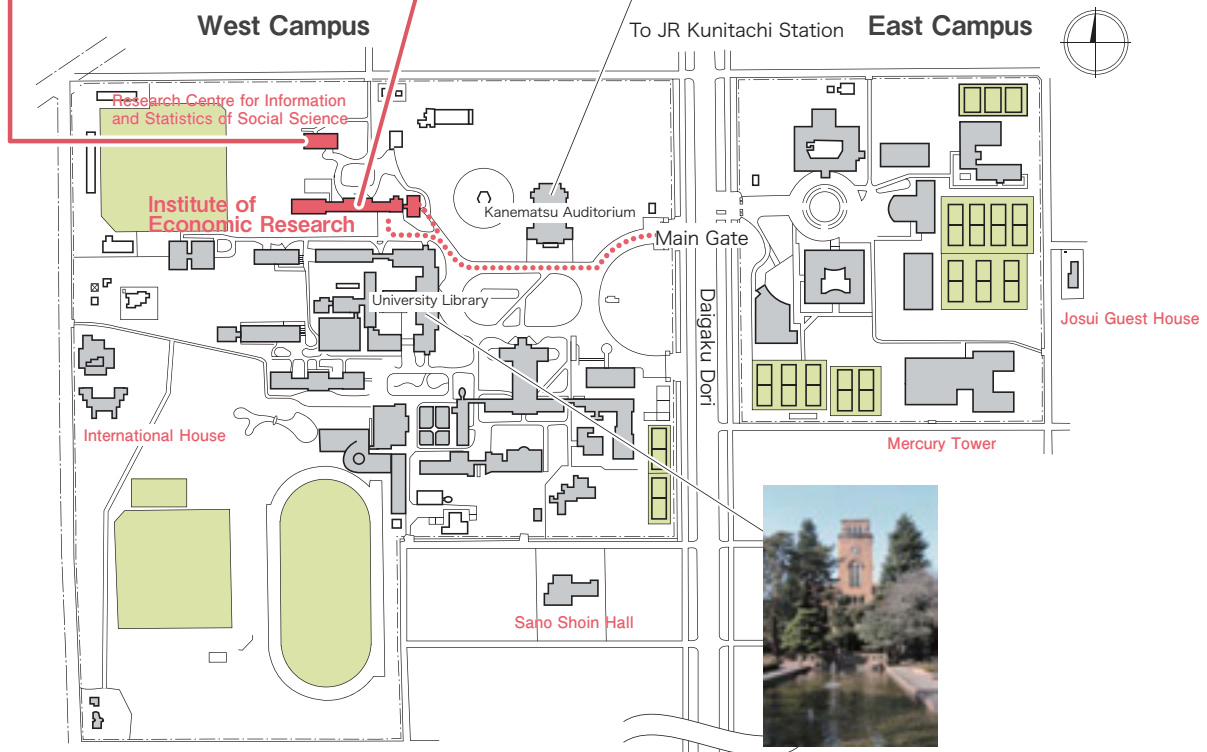 West Campus
To JR Kunitachi Station
East Campus
Research Centre for Information
and Statistics of Social Science
Institute of
Economic Research
Kanematsu Auditorium
Main Gate
University Library
Daigaku Dori
Josui Guest House
International House
Mercury Tower
Sano Shoin Hall